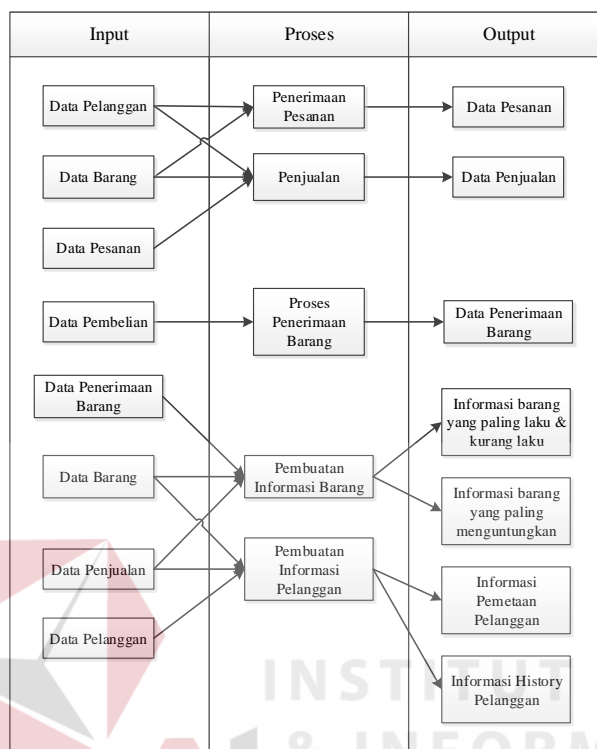 Input
Proses
Output
Data Pelanggan
Penerimaan
Pesanan
Data Pesanan
Data Barang
Penjualan
Data Penjualan
Data Pesanan
Data Pembelian
Proses
Penerimaan
Barang
Data Penerimaan
Barang
Data Penerimaan
Barang
Informasi barang
yang paling laku &
kurang laku
Data Barang
Pembuatan
Informasi Barang
Informasi barang
yang paling
menguntungkan
Data Penjualan
Pembuatan
Informasi
Pelanggan
Informasi
Pemetaan
Pelanggan
Data Pelanggan
Informasi History
Pelanggan
INSTITUT
& INFORM